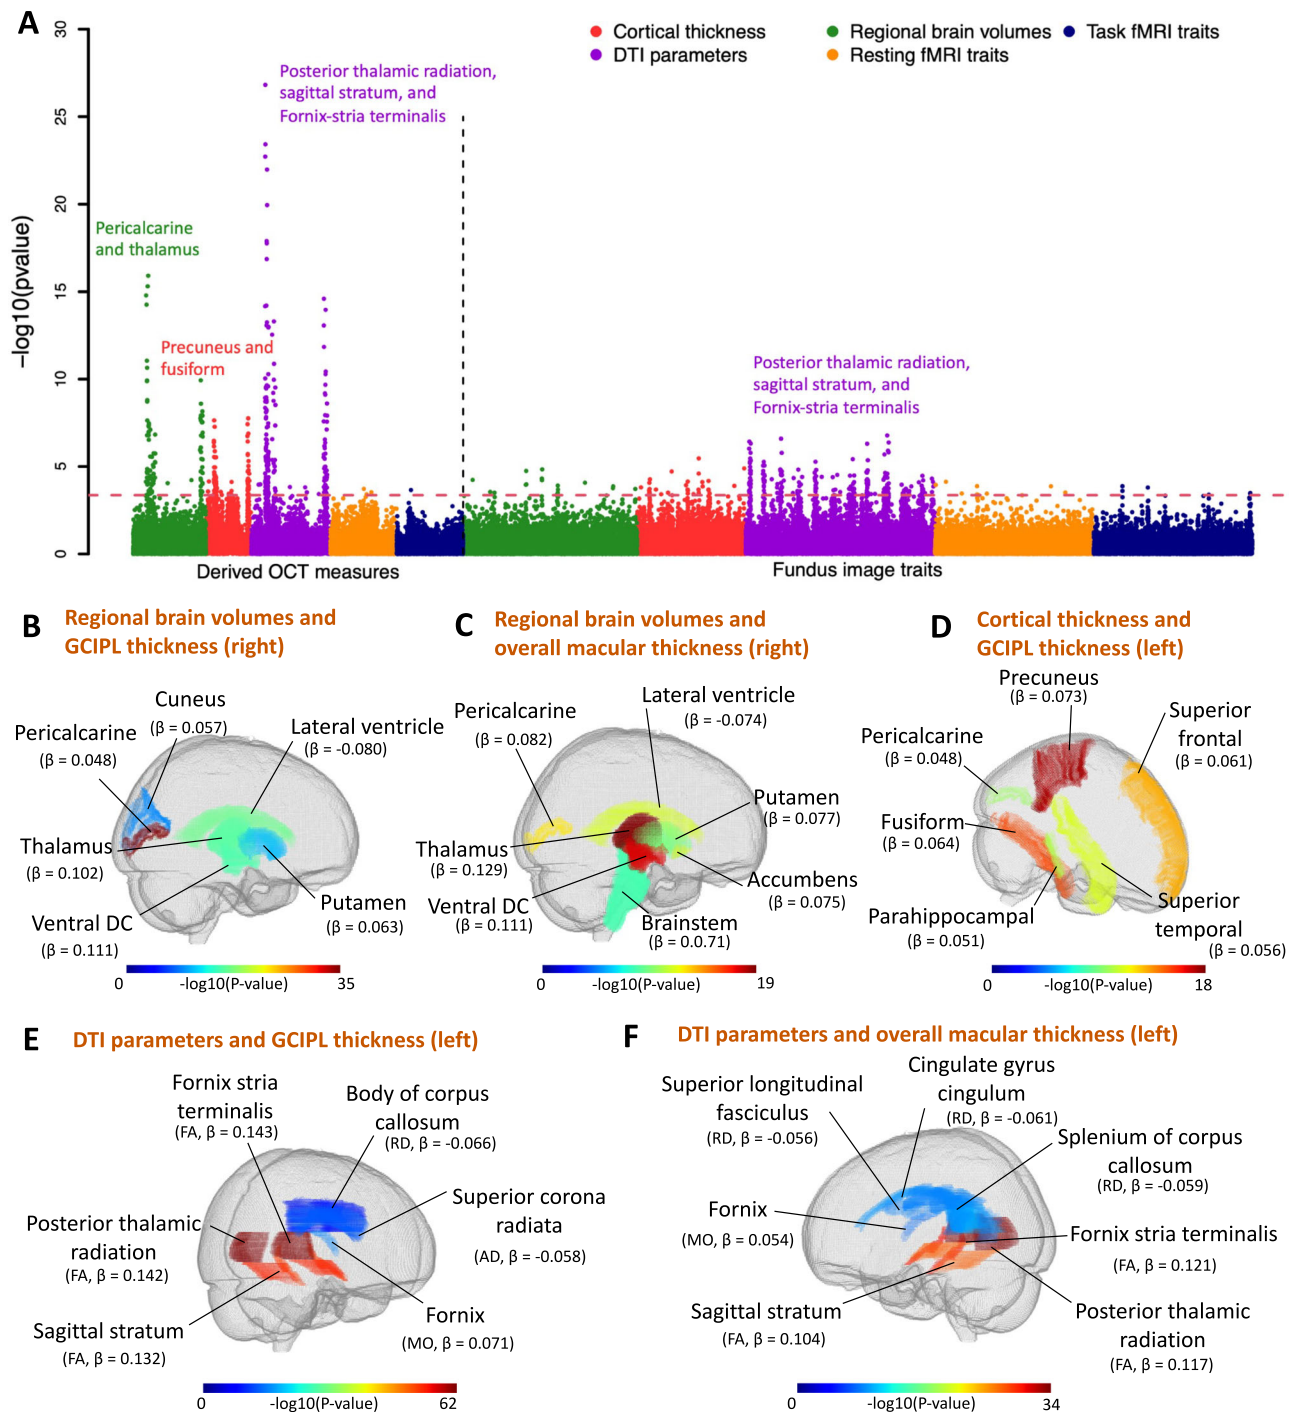 A
30
25
20
15
10
5
0
−log10(pvalue)
Cortical thickness
DTI parameters
Regional brain volumes
Resting fMRI traits
Task fMRI traits
Posterior thalamic radiation,
sagittal stratum, and
Fornix-stria terminalis
Pericalcarine
and thalamus
Precuneus and
fusiform
Posterior thalamic radiation,
sagittal stratum, and
Fornix-stria terminalis
Derived OCT measures
Fundus image traits
B
Regional brain volumes and
GCIPL thickness (right)
Cuneus
(β = 0.057)
Pericalcarine
(β = 0.048)
Lateral ventricle
(β = -0.080)
Thalamus
(β = 0.102)
Ventral DC
(β = 0.111)
Putamen
(β = 0.063)
0
-log10(P-value)
35
C
Regional brain volumes and
overall macular thickness (right)
Lateral ventricle
(β = -0.074)
Pericalcarine
(β = 0.082)
Putamen
(β = 0.077)
Thalamus
(β = 0.129)
Accumbens
(β = 0.075)
Ventral DC
(β = 0.111)
Brainstem
(β = 0.0.71)
0
-log10(P-value)
19
D
Cortical thickness and
GCIPL thickness (left)
Precuneus
(β = 0.073)
Superior
frontal
(β = 0.061)
Pericalcarine
(β = 0.048)
Fusiform
(β = 0.064)
Parahippocampal
(β = 0.051)
Superior
temporal
(β = 0.056)
0
-log10(P-value)
18
E
DTI parameters and GCIPL thickness (left)
Fornix stria
terminalis
(FA, β = 0.143)
Body of corpus
callosum
(RD, β = -0.066)
Superior corona
radiata
(AD, β = -0.058)
Posterior thalamic
radiation
(FA, β = 0.142)
Fornix
(MO, β = 0.071)
Sagittal stratum
(FA, β = 0.132)
0
-log10(P-value)
62
F
DTI parameters and overall macular thickness (left)
Cingulate gyrus
cingulum
(RD, β = -0.061)
Superior longitudinal
fasciculus
(RD, β = -0.056)
Splenium of corpus
callosum
(RD, β = -0.059)
Fornix
(MO, β = 0.054)
Fornix stria terminalis
(FA, β = 0.121)
Sagittal stratum
(FA, β = 0.104)
Posterior thalamic
radiation
(FA, β = 0.117)
0
-log10(P-value)
34